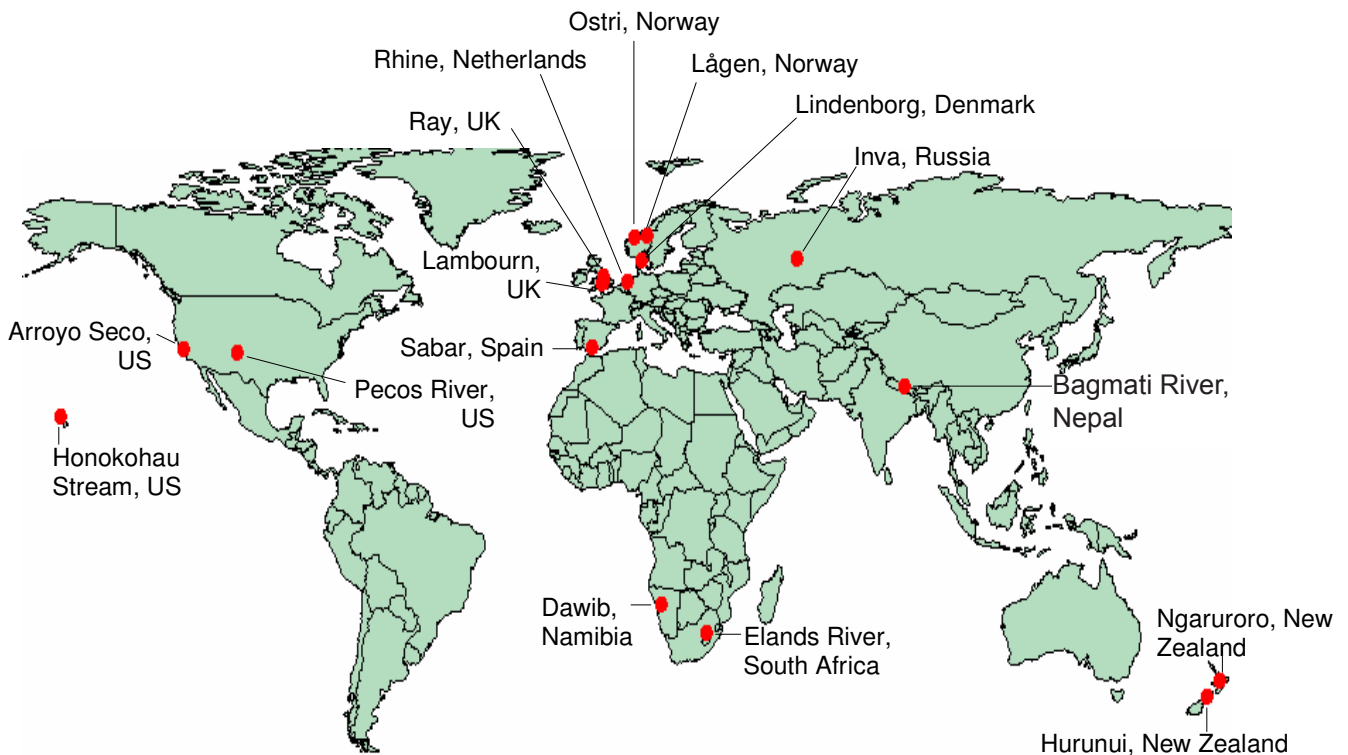 Ostri, Norway
Rhine, Netherlands
Lågen, Norway
Lindenborg, Denmark
Ray, UK
Inva, Russia
Lambourn,
UK
Arroyo Seco,
US
Sabar, Spain
Pecos River,
US
Bagmati River,
Nepal
Honokohau
Stream, US
Dawib,
Namibia
Elands River,
South Africa
Ngaruroro, New
Zealand
Hurunui, New Zealand